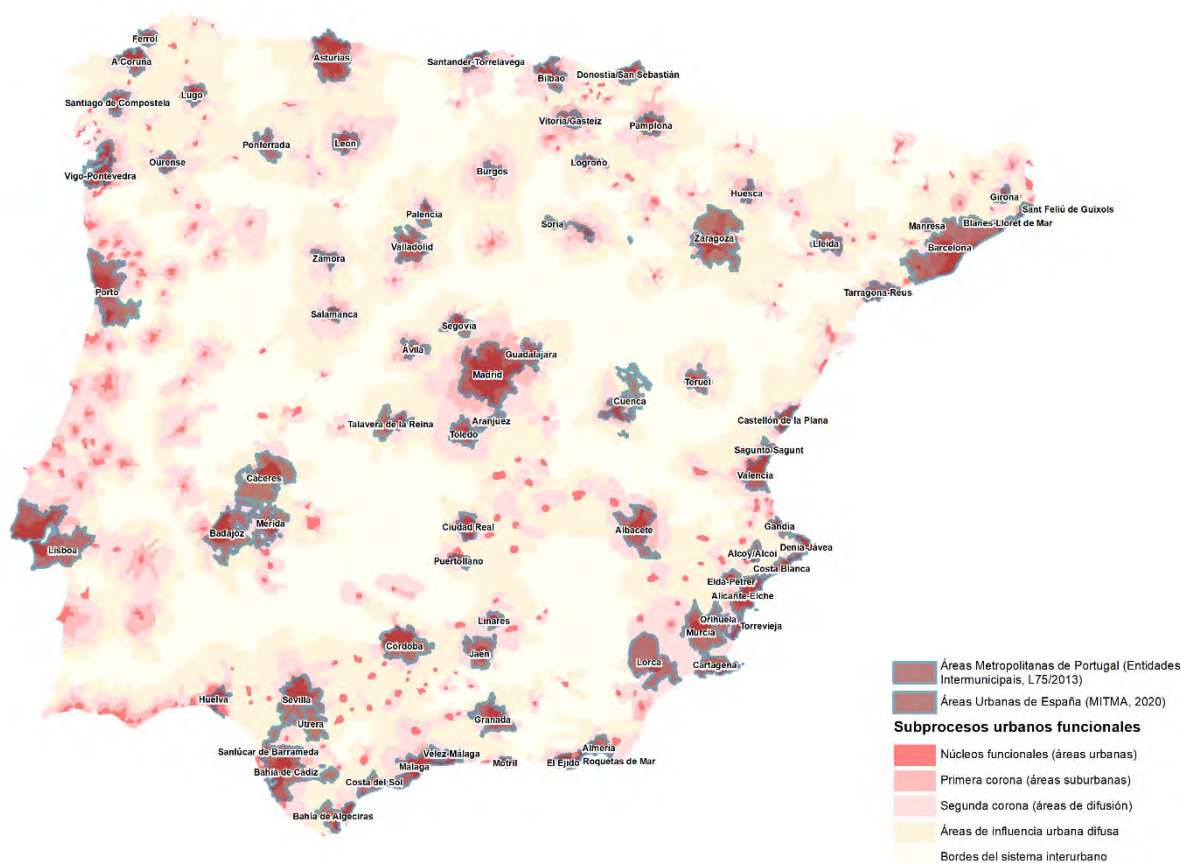 Ferrol
A Coruña
Asturias
Santander-Torrelavega
Bilbao
Donostia/San Sebastián
Santiago de Compostela
Lugo
Vitoria/Gasteiz
Pamplona
Ponferrada
León
Vigo-Pontevedra
Ourense
Burgos
Logroño
Huesca
Girona
Sant Feliú de Guixols
Palencia
Soria
Manresa
Blanes-Lloret de Mar
Valladolid
Zaragoza
Lleida
Barcelona
Zamora
Porto
Tarragona-Reus
Salamanca
Segovia
Ávila
Guadalajara
Madrid
Teruel
Cuenca
Talavera de la Reina
Aranjuez
Toledo
Castellón de la Plana
Sagunto/Sagunt
Valencia
Cáceres
Badajoz
Mérida
Ciudad Real
Albacete
Gandia
Lisboa
Puertollano
Alcoy/Alcoi
Denia-Jávea
Costa Blanca
Elda-Petrer
Alicante-Elche
Linares
Orihuela
Torrevieja
Murcia
Córdoba
Jaén
Lorca
Cartagena
Huelva
Sevilla
Utrera
Granada
Sanlúcar de Barrameda
Vélez-Málaga
Almería
Bahía de Cádiz
Málaga
Motril
El Ejido
Roquetas de Mar
Costa del Sol
Bahía de Algeciras
Áreas Metropolitanas de Portugal (Entidades
Intermunicipais, L75/2013)
Áreas Urbanas de España (MITMA, 2020)
Subprocesos urbanos funcionales
Núcleos funcionales (áreas urbanas)
Primera corona (áreas suburbanas)
Segunda corona (áreas de difusión)
Áreas de influencia urbana difusa
Bordes del sistema interurbano